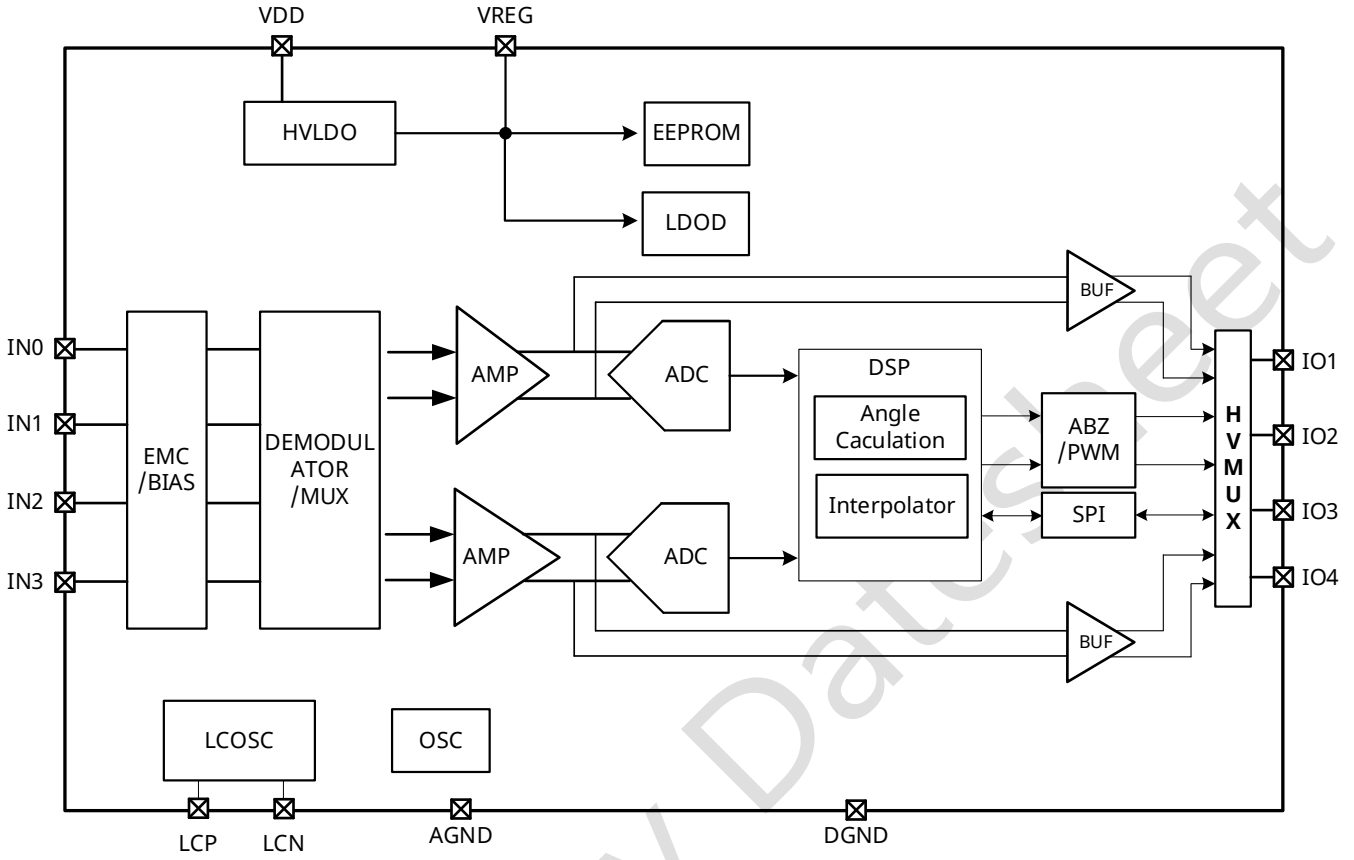 VDD
VREG
HVLDO
EEPROM
LDOD
BUF
IN0
IN1
IN2
IN3
EMC
/BIAS
DEMODUL
ATOR
/MUX
AMP
ADC
DSP
Angle
Caculation
Interpolator
ABZ
/PWM
SPI
H
V
M
U
X
IO1
IO2
IO3
IO4
AMP
ADC
BUF
LCOSC
OSC
LCP
LCN
AGND
DGND
y Datesheet